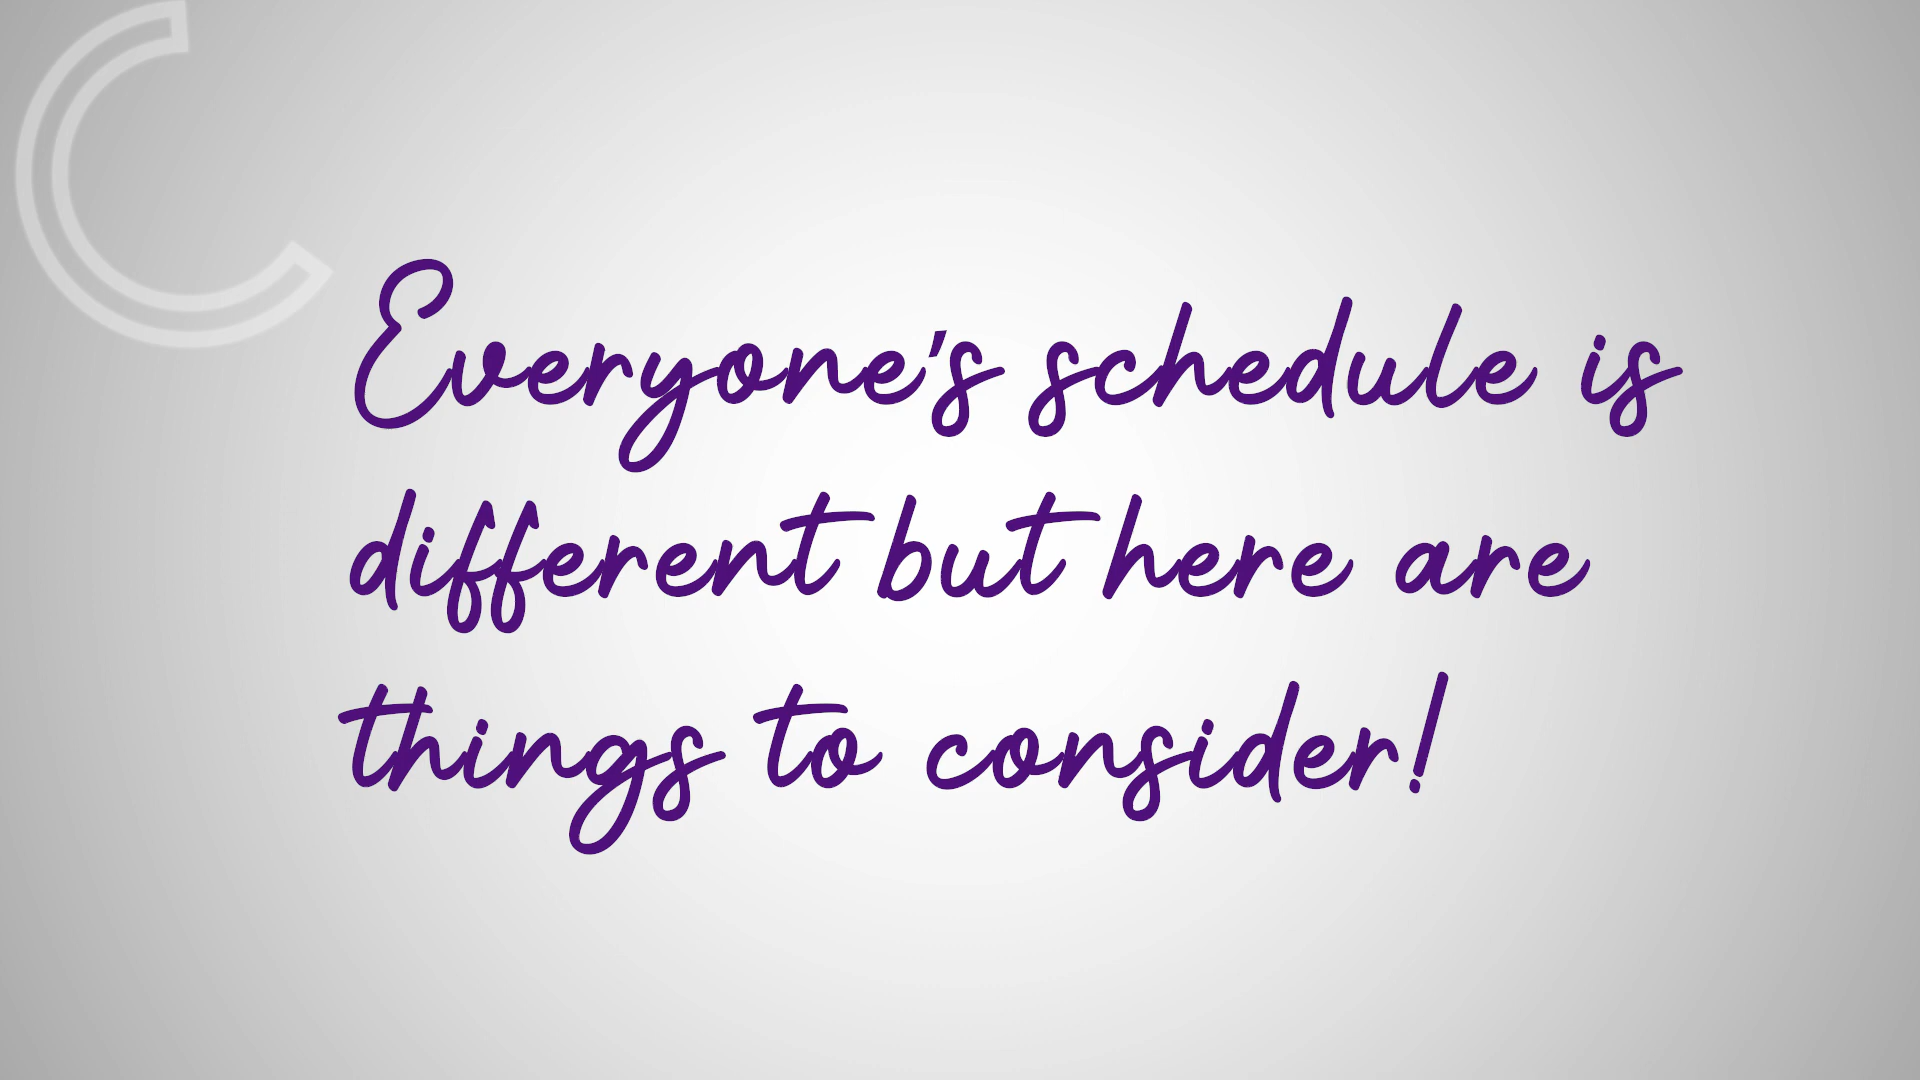 Everyone's schedule is
different but here are
things to consider!